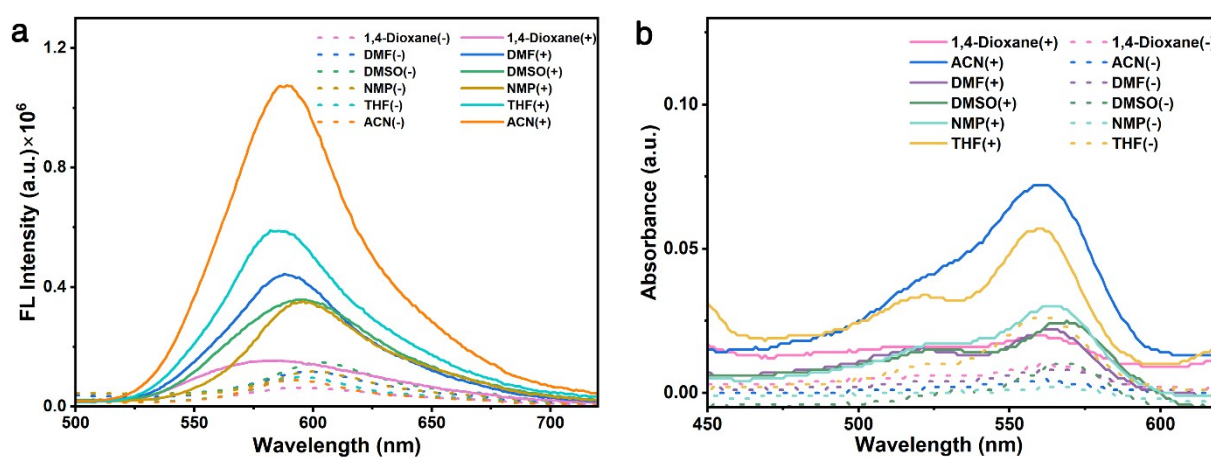 a
FL Intensity (a.u.)×10⁶
1.2
0.8
0.4
0.0
500 550 600 650 700
Wavelength (nm)
1,4-Dioxane(-) 1,4-Dioxane(+)
DMF(-) DMF(+)
DMSO(-) DMSO(+)
NMP(-) NMP(+)
THF(-) THF(+)
ACN(-) ACN(+)
b
Absorbance (a.u.)
0.10
0.05
0.00
450 500 550 600
Wavelength (nm)
1,4-Dioxane(+) 1,4-Dioxane(-)
ACN(+) ACN(-)
DMF(+) DMF(-)
DMSO(+) DMSO(-)
NMP(+) NMP(-)
THF(+) THF(-)